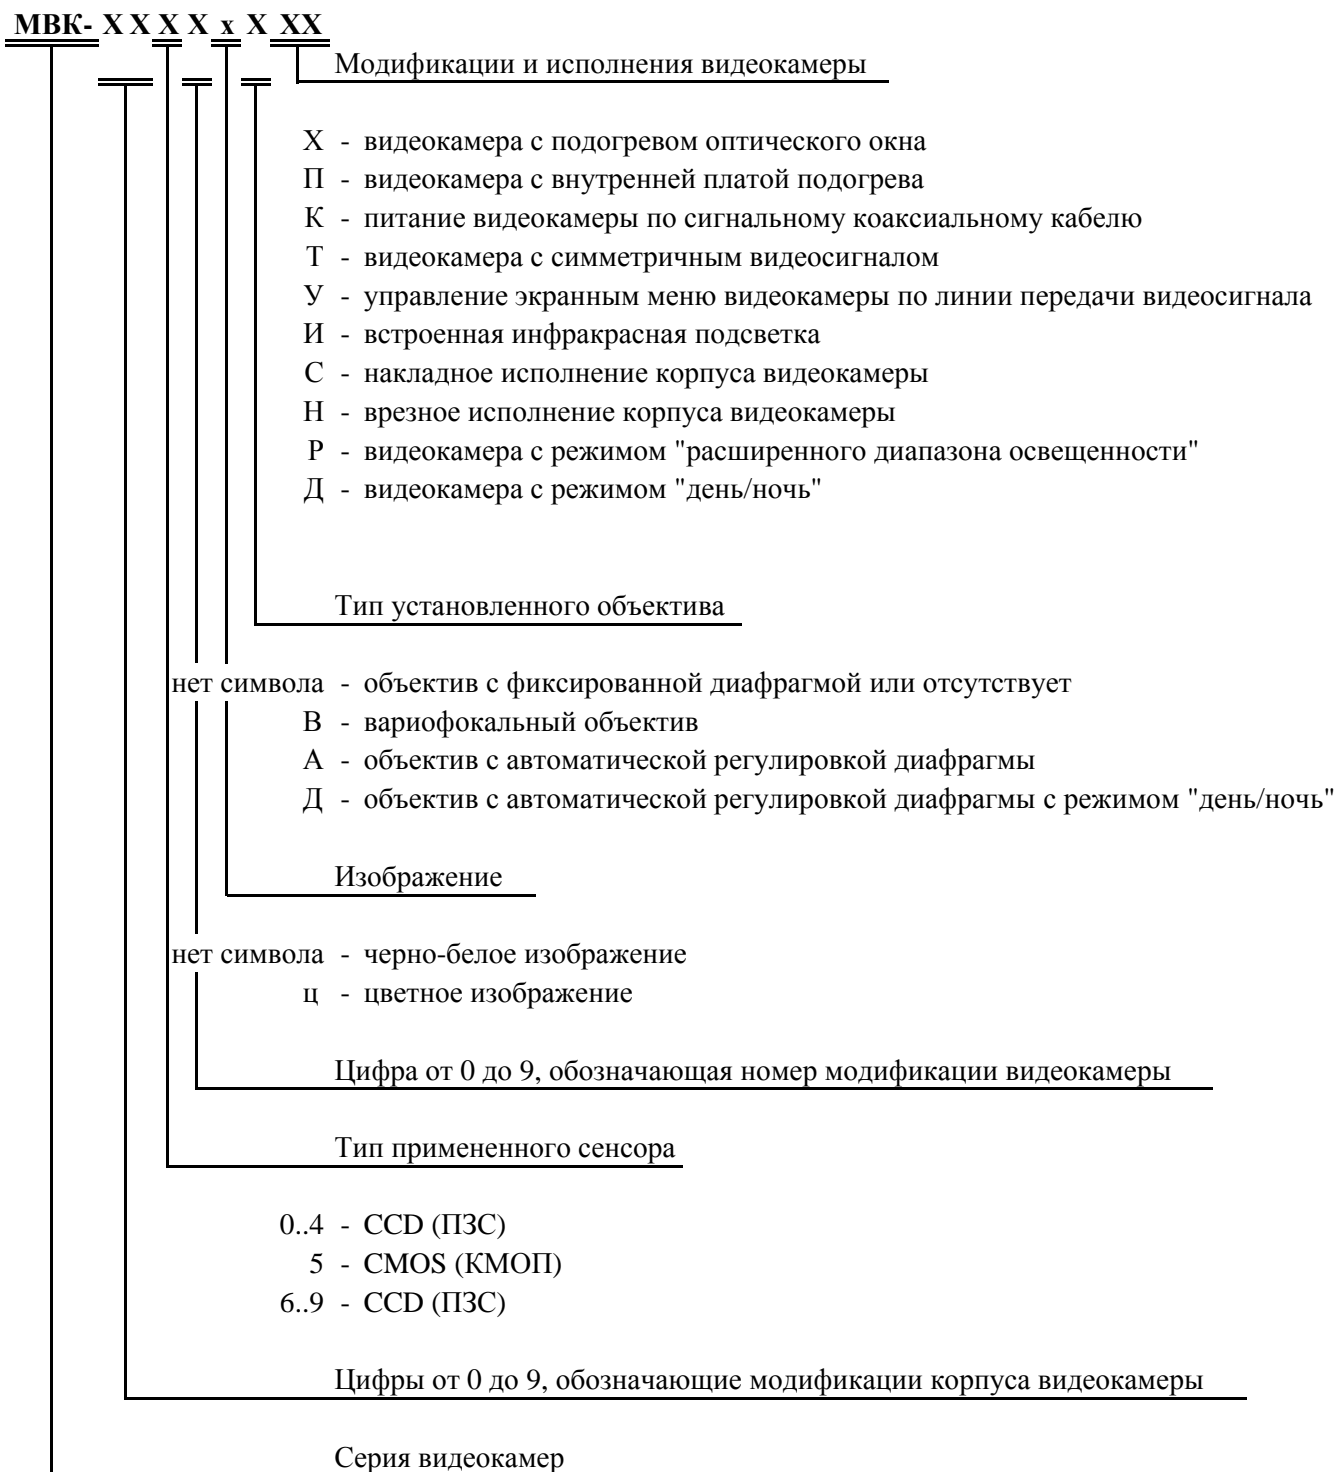 МВК- Х Х Х Х х Х ХХ
Модификации и исполнения видеокамеры
Х - видеокамера с подогревом оптического окна
П - видеокамера с внутренней платой подогрева
К - питание видеокамеры по сигнальному коаксиальному кабелю
Т - видеокамера с симметричным видеосигналом
У - управление экранным меню видеокамеры по линии передачи видеосигнала
И - встроенная инфракрасная подсветка
С - накладное исполнение корпуса видеокамеры
Н - врезное исполнение корпуса видеокамеры
Р - видеокамера с режимом "расширенного диапазона освещенности"
Д - видеокамера с режимом "день/ночь"
Тип установленного объектива
нет символа - объектив с фиксированной диафрагмой или отсутствует
В - вариофокальный объектив
А - объектив с автоматической регулировкой диафрагмы
Д - объектив с автоматической регулировкой диафрагмы с режимом "день/ночь"
Изображение
нет символа - черно-белое изображение
ц - цветное изображение
Цифра от 0 до 9, обозначающая номер модификации видеокамеры
Тип примененного сенсора
0..4 - CCD (ПЗС)
5 - CMOS (КМОП)
6..9 - CCD (ПЗС)
Цифры от 0 до 9, обозначающие модификации корпуса видеокамеры
Серия видеокамер